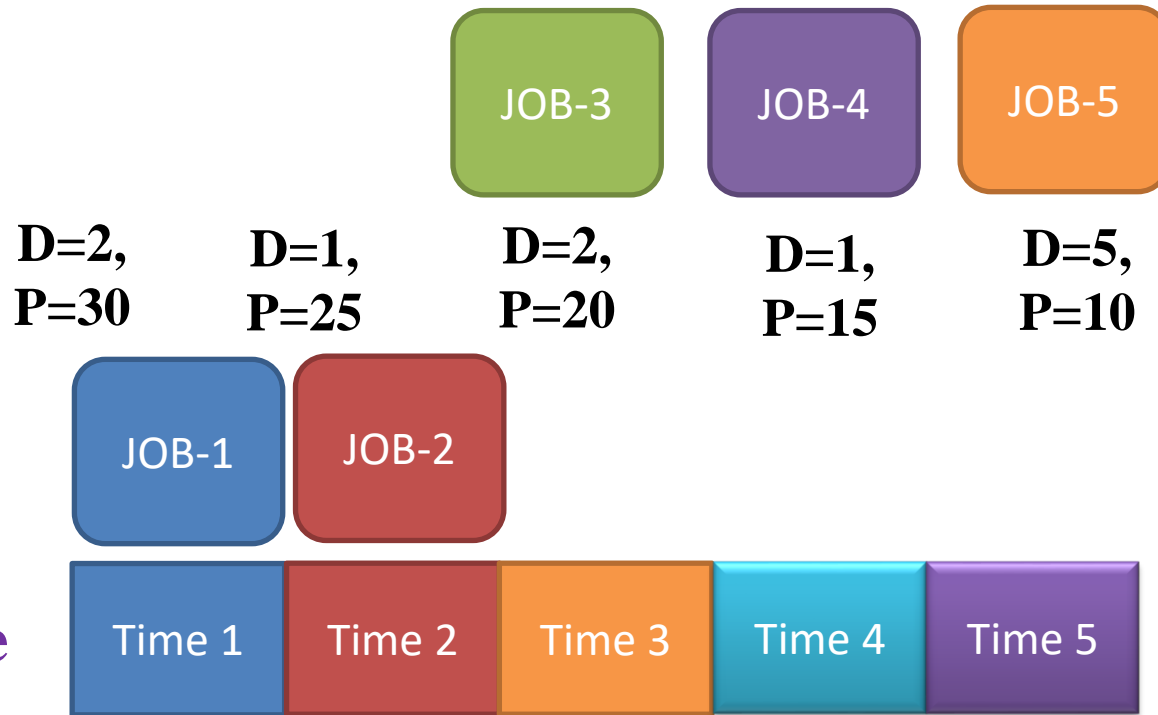 JOB-3
JOB-4
JOB-5
D=2,
P=30
D=1,
P=25
D=2,
P=20
D=1,
P=15
D=5,
P=10
JOB-1
JOB-2
Time 1
Time 2
Time 3
Time 4
Time 5